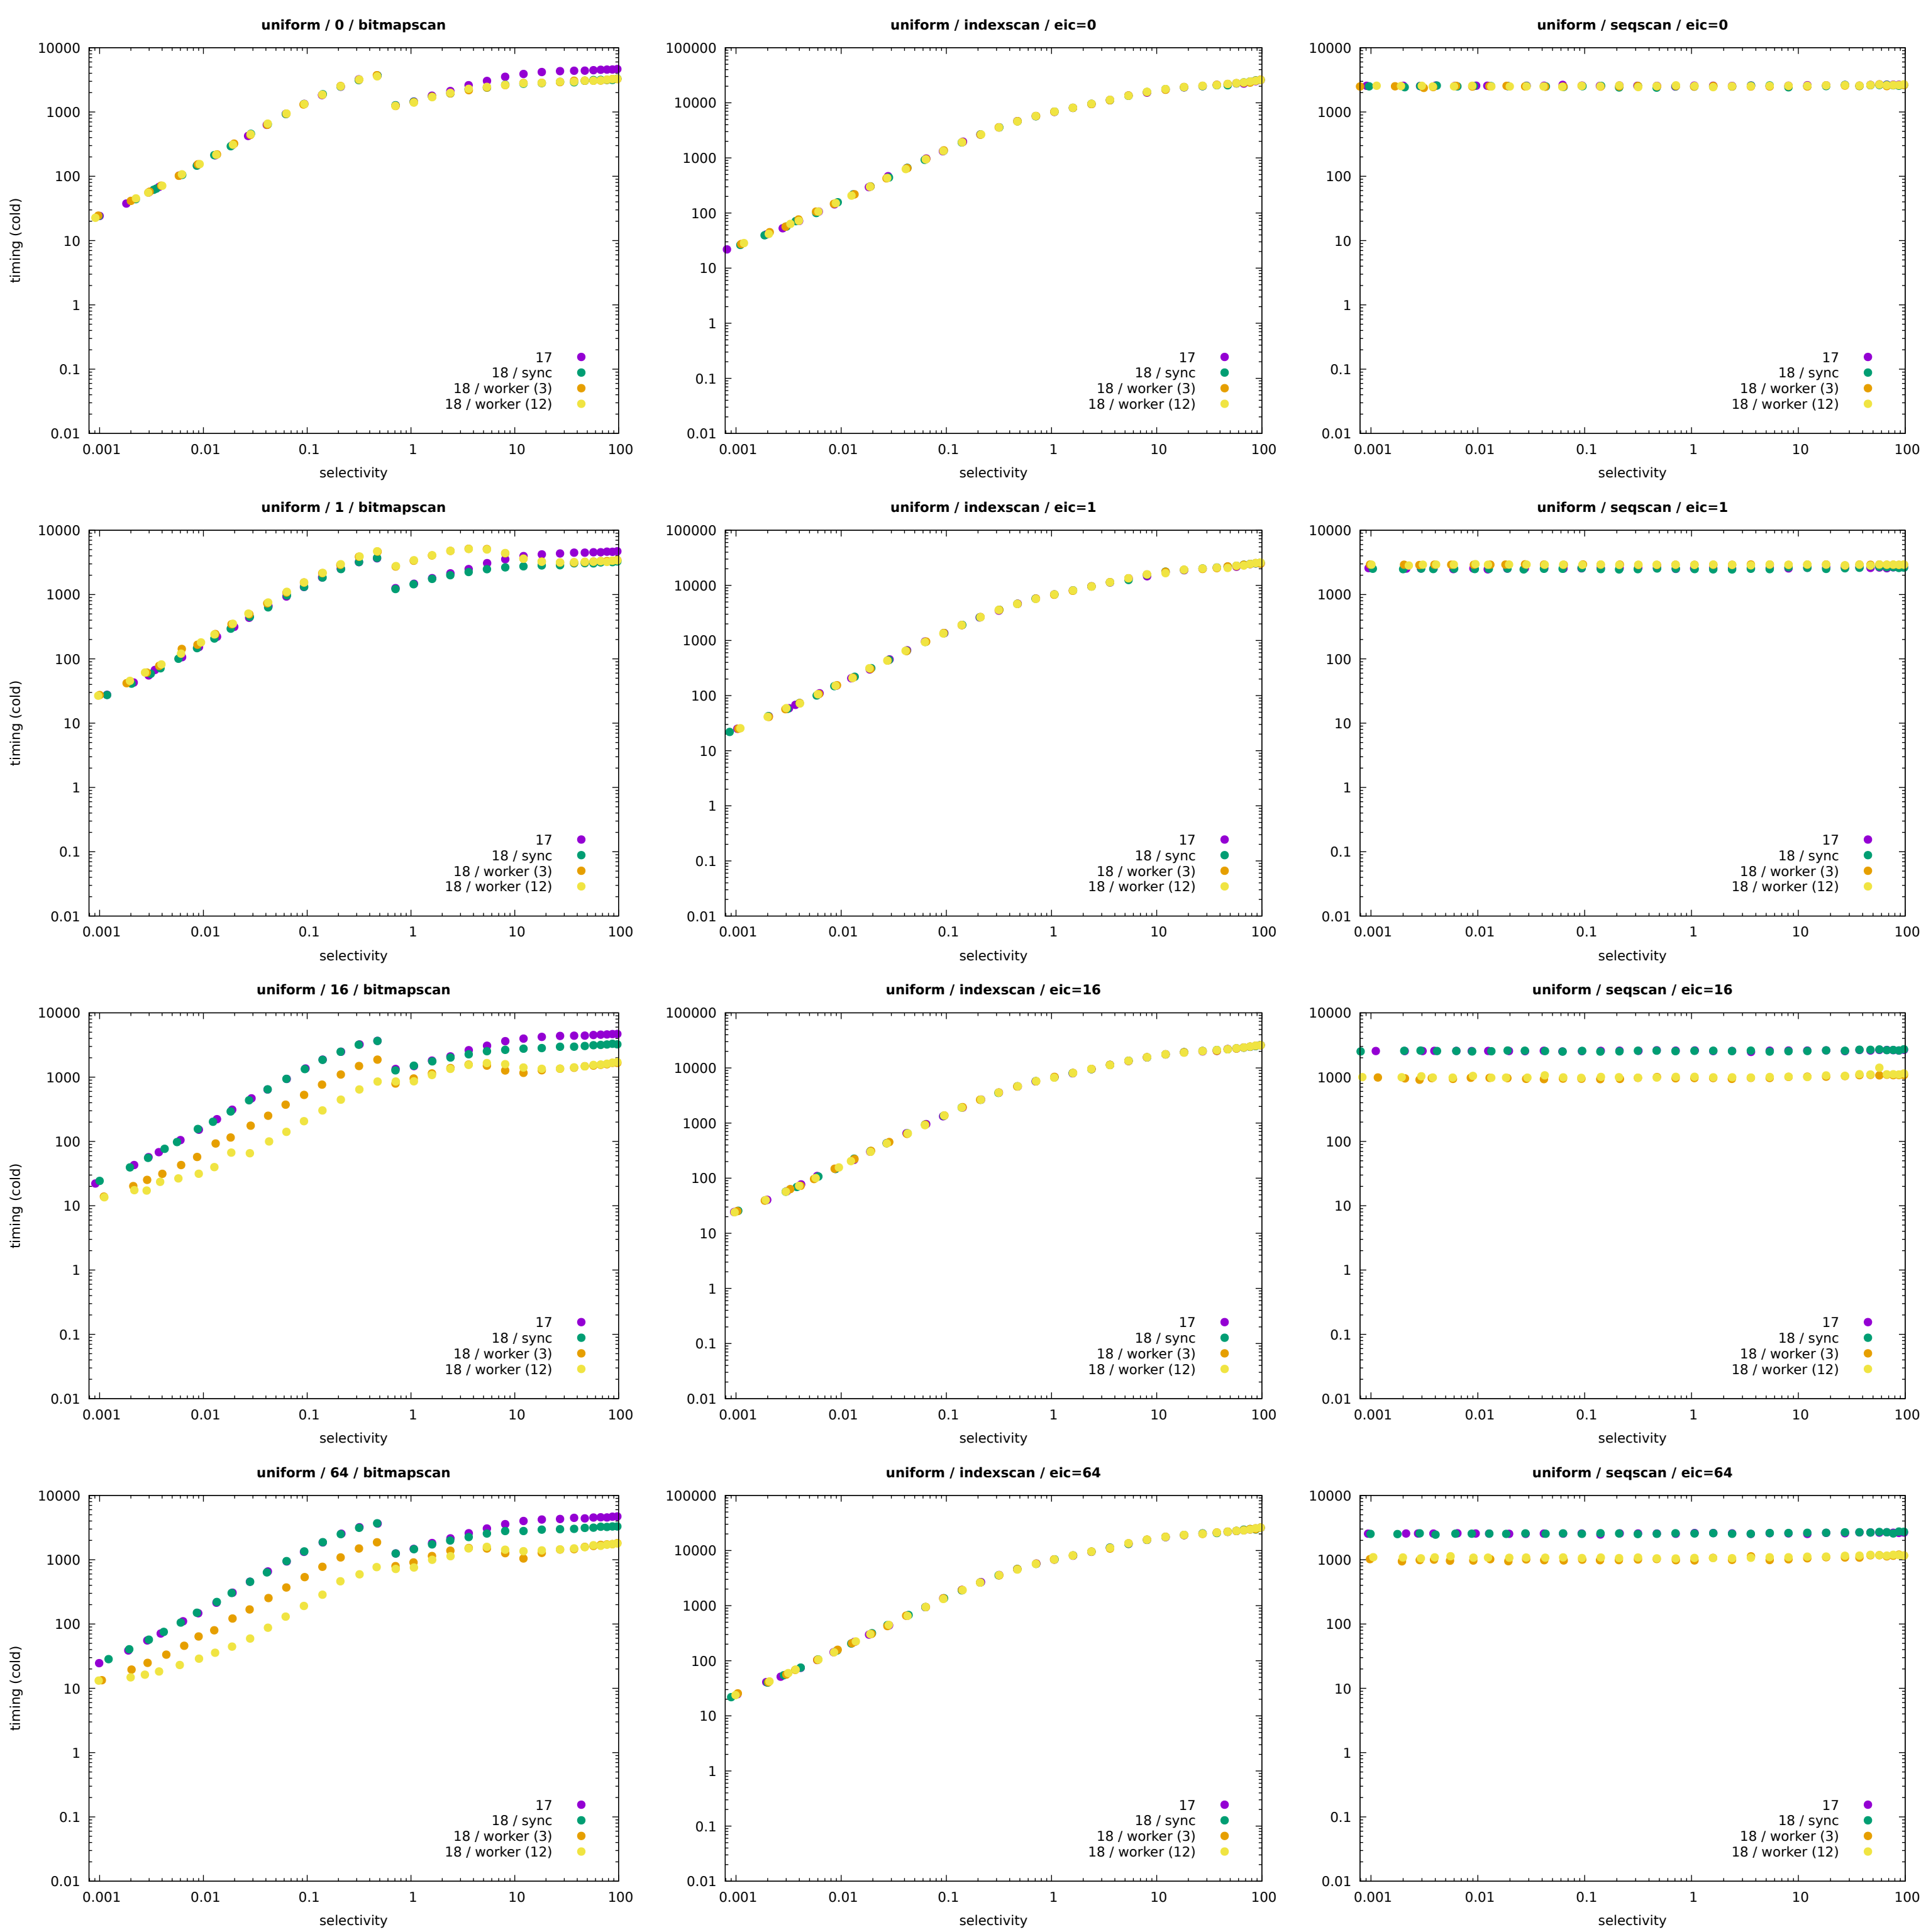 uniform / 0 / bitmapscan
timing (cold)
10000
1000
100
10
1
0.1
0.01
17
18 / sync
18 / worker (3)
18 / worker (12)
0.001 0.01 0.1 1 10 100
selectivity
uniform / indexscan / eic=0
100000
10000
1000
100
10
1
0.1
0.01
17
18 / sync
18 / worker (3)
18 / worker (12)
0.001 0.01 0.1 1 10 100
selectivity
uniform / seqscan / eic=0
10000
1000
100
10
1
0.1
0.01
17
18 / sync
18 / worker (3)
18 / worker (12)
0.001 0.01 0.1 1 10 100
selectivity
uniform / 1 / bitmapscan
timing (cold)
10000
1000
100
10
1
0.1
0.01
17
18 / sync
18 / worker (3)
18 / worker (12)
0.001 0.01 0.1 1 10 100
selectivity
uniform / indexscan / eic=1
100000
10000
1000
100
10
1
0.1
0.01
17
18 / sync
18 / worker (3)
18 / worker (12)
0.001 0.01 0.1 1 10 100
selectivity
uniform / seqscan / eic=1
10000
1000
100
10
1
0.1
0.01
17
18 / sync
18 / worker (3)
18 / worker (12)
0.001 0.01 0.1 1 10 100
selectivity
uniform / 16 / bitmapscan
timing (cold)
10000
1000
100
10
1
0.1
0.01
17
18 / sync
18 / worker (3)
18 / worker (12)
0.001 0.01 0.1 1 10 100
selectivity
uniform / indexscan / eic=16
100000
10000
1000
100
10
1
0.1
0.01
17
18 / sync
18 / worker (3)
18 / worker (12)
0.001 0.01 0.1 1 10 100
selectivity
uniform / seqscan / eic=16
10000
1000
100
10
1
0.1
0.01
17
18 / sync
18 / worker (3)
18 / worker (12)
0.001 0.01 0.1 1 10 100
selectivity
uniform / 64 / bitmapscan
timing (cold)
10000
1000
100
10
1
0.1
0.01
17
18 / sync
18 / worker (3)
18 / worker (12)
0.001 0.01 0.1 1 10 100
selectivity
uniform / indexscan / eic=64
100000
10000
1000
100
10
1
0.1
0.01
17
18 / sync
18 / worker (3)
18 / worker (12)
0.001 0.01 0.1 1 10 100
selectivity
uniform / seqscan / eic=64
10000
1000
100
10
1
0.1
0.01
17
18 / sync
18 / worker (3)
18 / worker (12)
0.001 0.01 0.1 1 10 100
selectivity